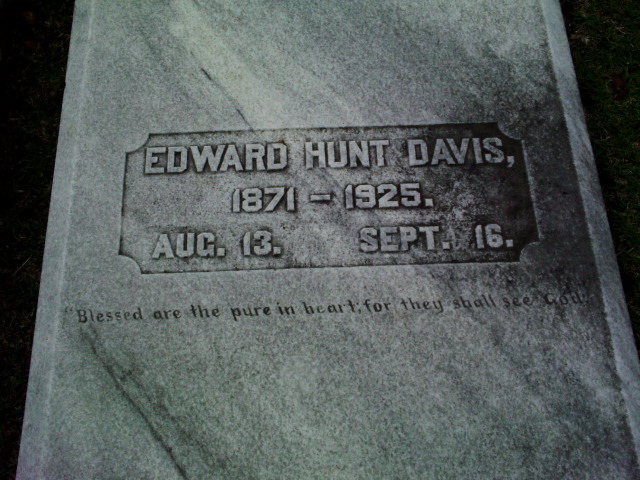 EDWARD HUNT DAVIS,
1871 – 1925.
AUG. 13. SEPT. 16.
"Blessed are the pure in heart; for they shall see God."